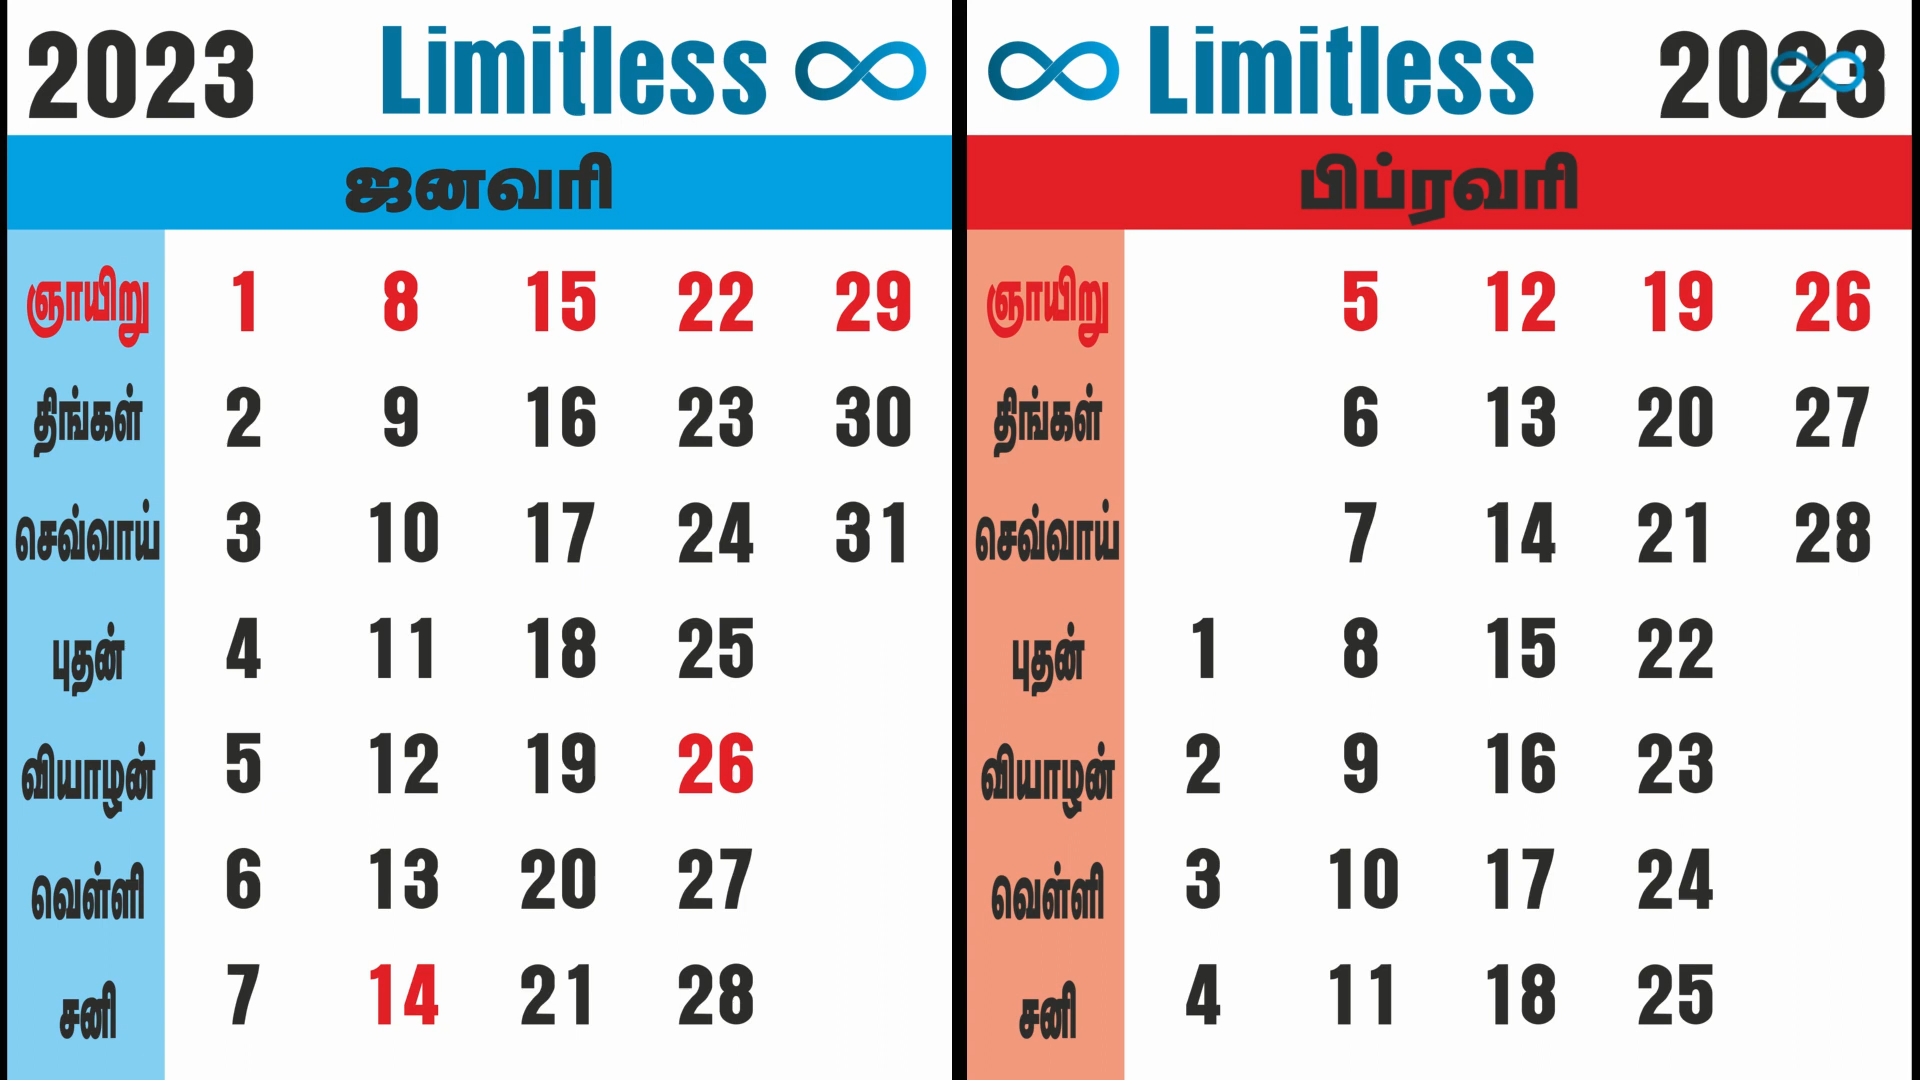 2023 Limitless
ஜனவரி
ஞாயிறு 1 8 15 22 29
திங்கள் 2 9 16 23 30
செவ்வாய் 3 10 17 24 31
புதன் 4 11 18 25
வியாழன் 5 12 19 26
வெள்ளி 6 13 20 27
சனி 7 14 21 28
Limitless 2023
பிப்ரவரி
ஞாயிறு 5 12 19 26
திங்கள் 6 13 20 27
செவ்வாய் 7 14 21 28
புதன் 1 8 15 22
வியாழன் 2 9 16 23
வெள்ளி 3 10 17 24
சனி 4 11 18 25